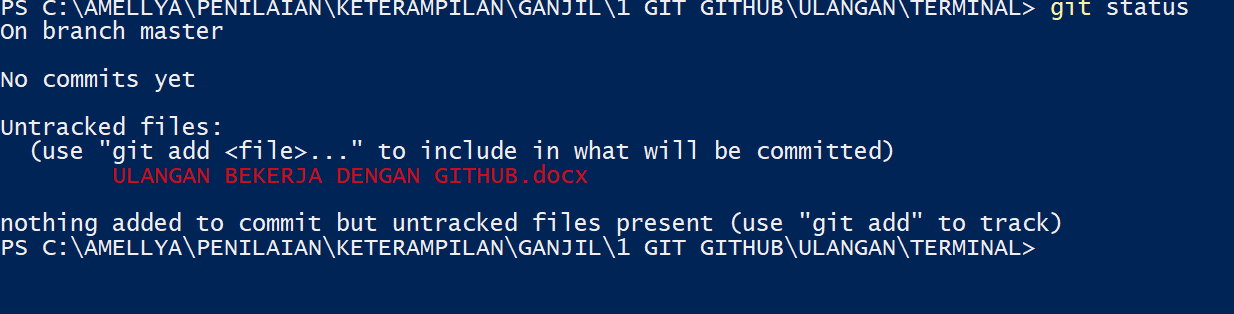 PS C:\AMELLYA\PENILAIAN\KETERAMPILAN\GANJIL\1 GIT GITHUB\ULANGAN\TERMINAL> git status
On branch master
No commits yet
Untracked files:
(use "git add <file>..." to include in what will be committed)
ULANGAN BEKERJA DENGAN GITHUB.docx
nothing added to commit but untracked files present (use "git add" to track)
PS C:\AMELLYA\PENILAIAN\KETERAMPILAN\GANJIL\1 GIT GITHUB\ULANGAN\TERMINAL>